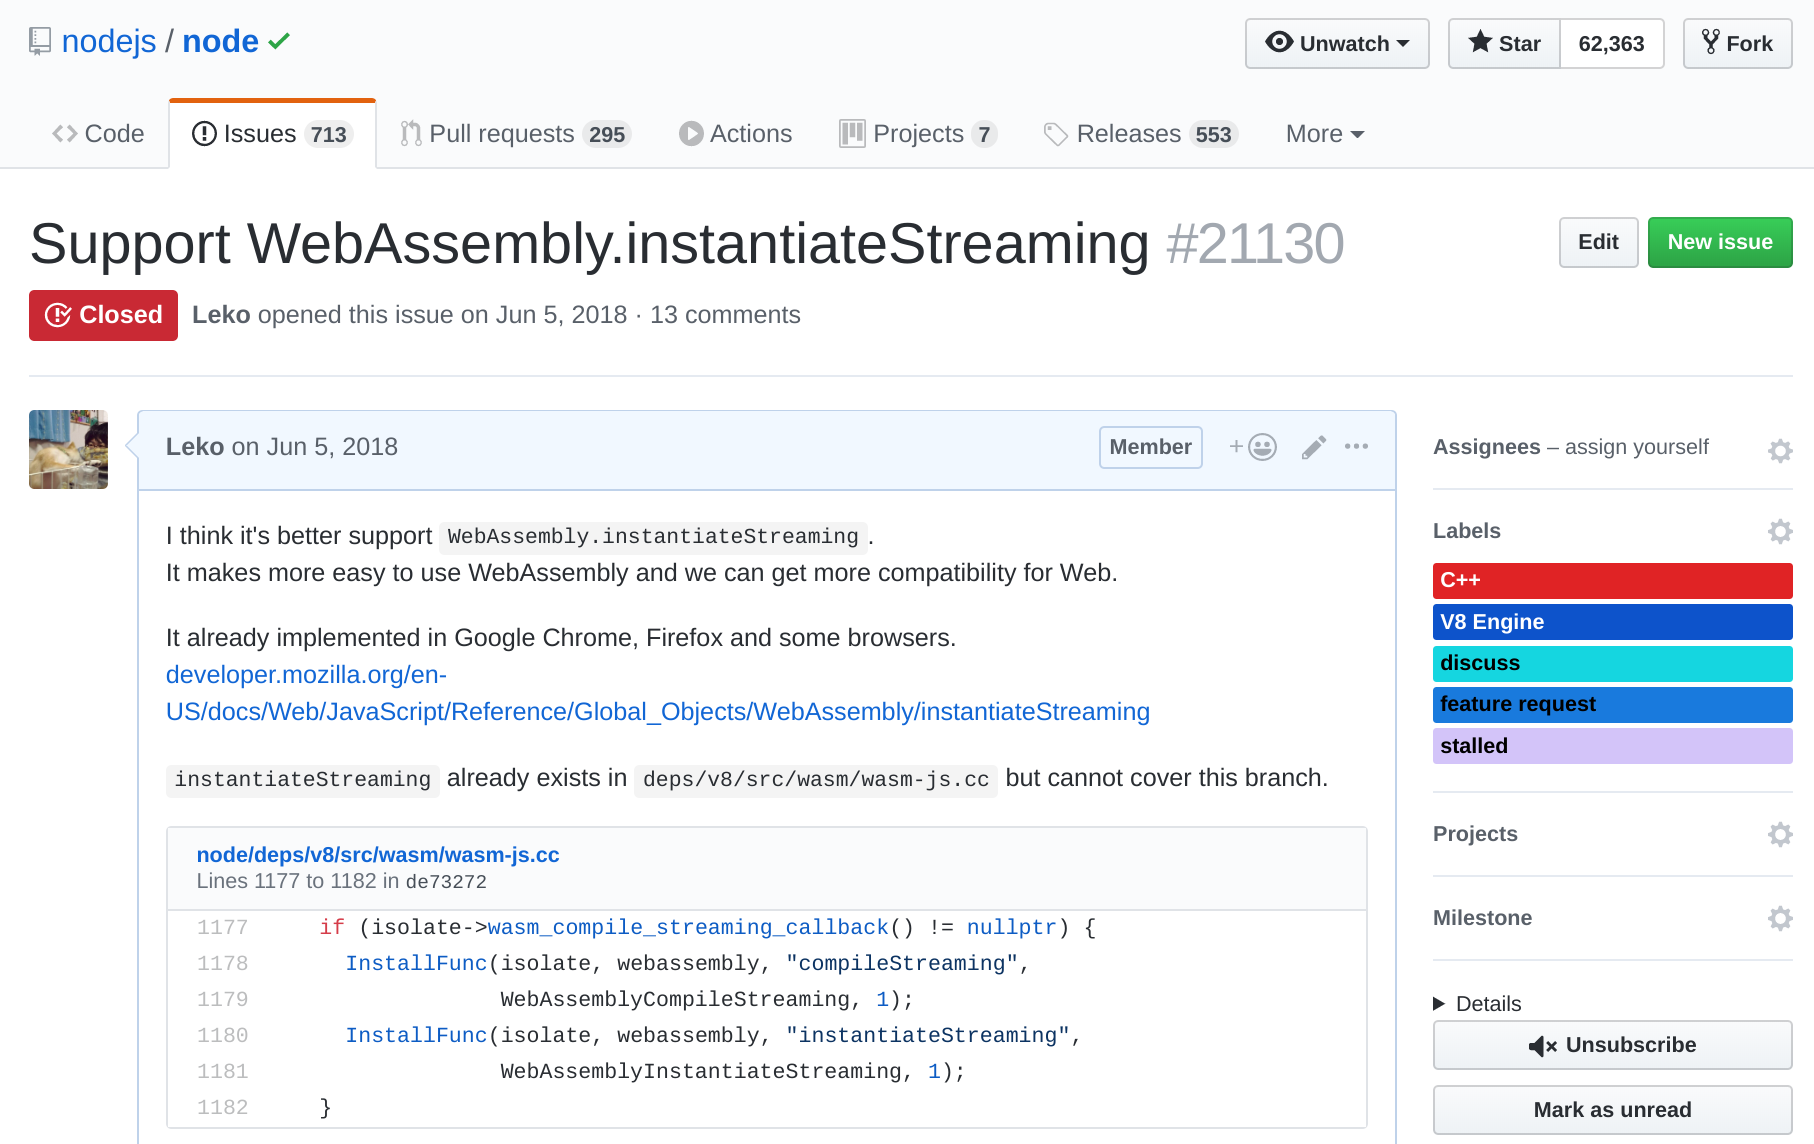 nodejs / node
Unwatch
Star 62,363
Fork
Code
Issues 713
Pull requests 295
Actions
Projects 7
Releases 553
More
Support WebAssembly.instantiateStreaming #21130
Edit
New issue
Closed
Leko opened this issue on Jun 5, 2018 · 13 comments
Leko on Jun 5, 2018
Member
I think it's better support WebAssembly.instantiateStreaming.
It makes more easy to use WebAssembly and we can get more compatibility for Web.
It already implemented in Google Chrome, Firefox and some browsers.
developer.mozilla.org/en-
US/docs/Web/JavaScript/Reference/Global_Objects/WebAssembly/instantiateStreaming
instantiateStreaming already exists in deps/v8/src/wasm/wasm-js.cc but cannot cover this branch.
node/deps/v8/src/wasm/wasm-js.cc
Lines 1177 to 1182 in de73272
1177 if (isolate->wasm_compile_streaming_callback() != nullptr) {
1178 InstallFunc(isolate, webassembly, "compileStreaming",
1179 WebAssemblyCompileStreaming, 1);
1180 InstallFunc(isolate, webassembly, "instantiateStreaming",
1181 WebAssemblyInstantiateStreaming, 1);
1182 }
Assignees – assign yourself
Labels
C++
V8 Engine
discuss
feature request
stalled
Projects
Milestone
Details
Unsubscribe
Mark as unread